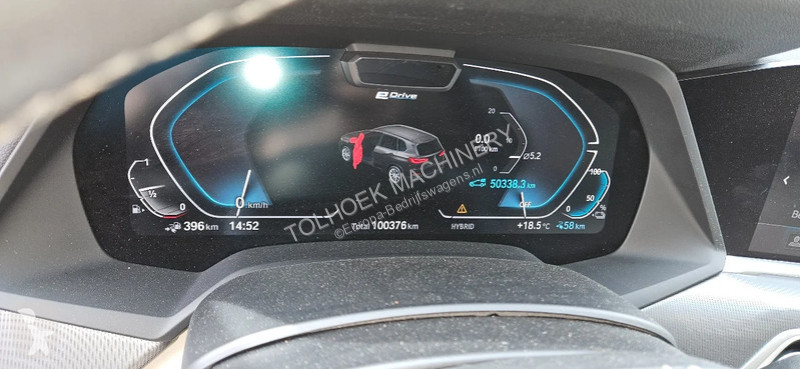 eDrive
20
0.0
Ø5.2
0
50338.3 km
1
1/2
0
0 km/h
OFF
100
50
%
0
396 km
14:52
Total 100376 km
HYBRID
+18.5 °C
58 km
TOLHOEK MACHINERY
©Europa-Bedrijfswagens.nl